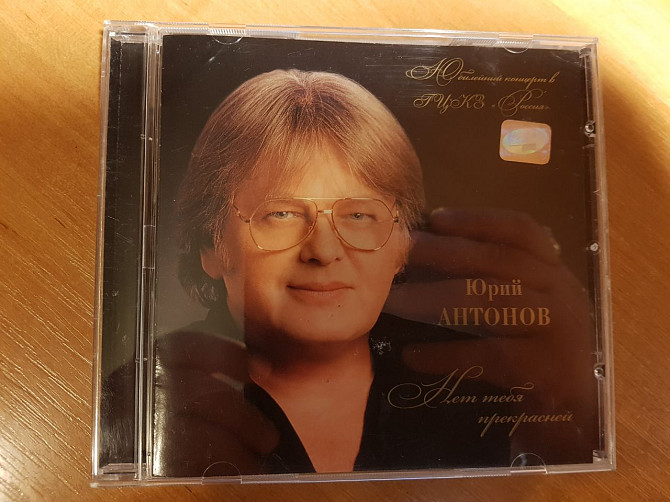 Юбилейный концерт в
ГЦКЗ «Россия»
Юрий
АНТОНОВ
Нет тебя
прекрасней